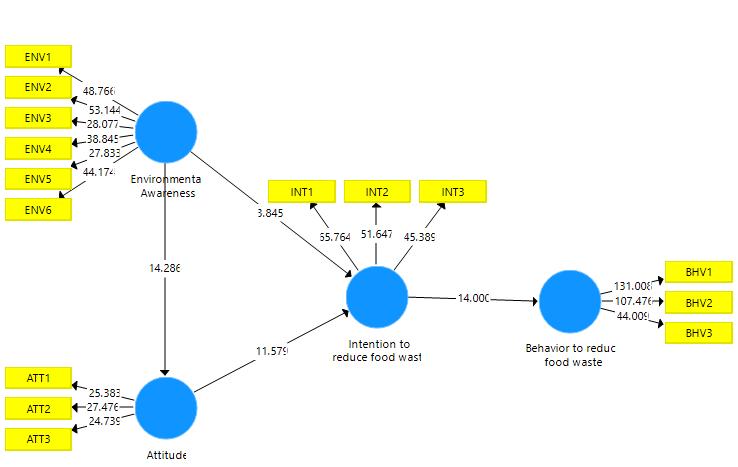 ENV1
ENV2
ENV3
ENV4
ENV5
ENV6
48.766
53.144
28.077
38.845
27.833
44.174
Environmenta
Awareness
3.845
14.286
INT1
INT2
INT3
55.764
51.647
45.389
Intention to
reduce food wast
14.000
11.579
BHV1
BHV2
BHV3
131.008
107.476
44.009
Behavior to reduc
food waste
ATT1
ATT2
ATT3
25.383
27.476
24.739
Attitude